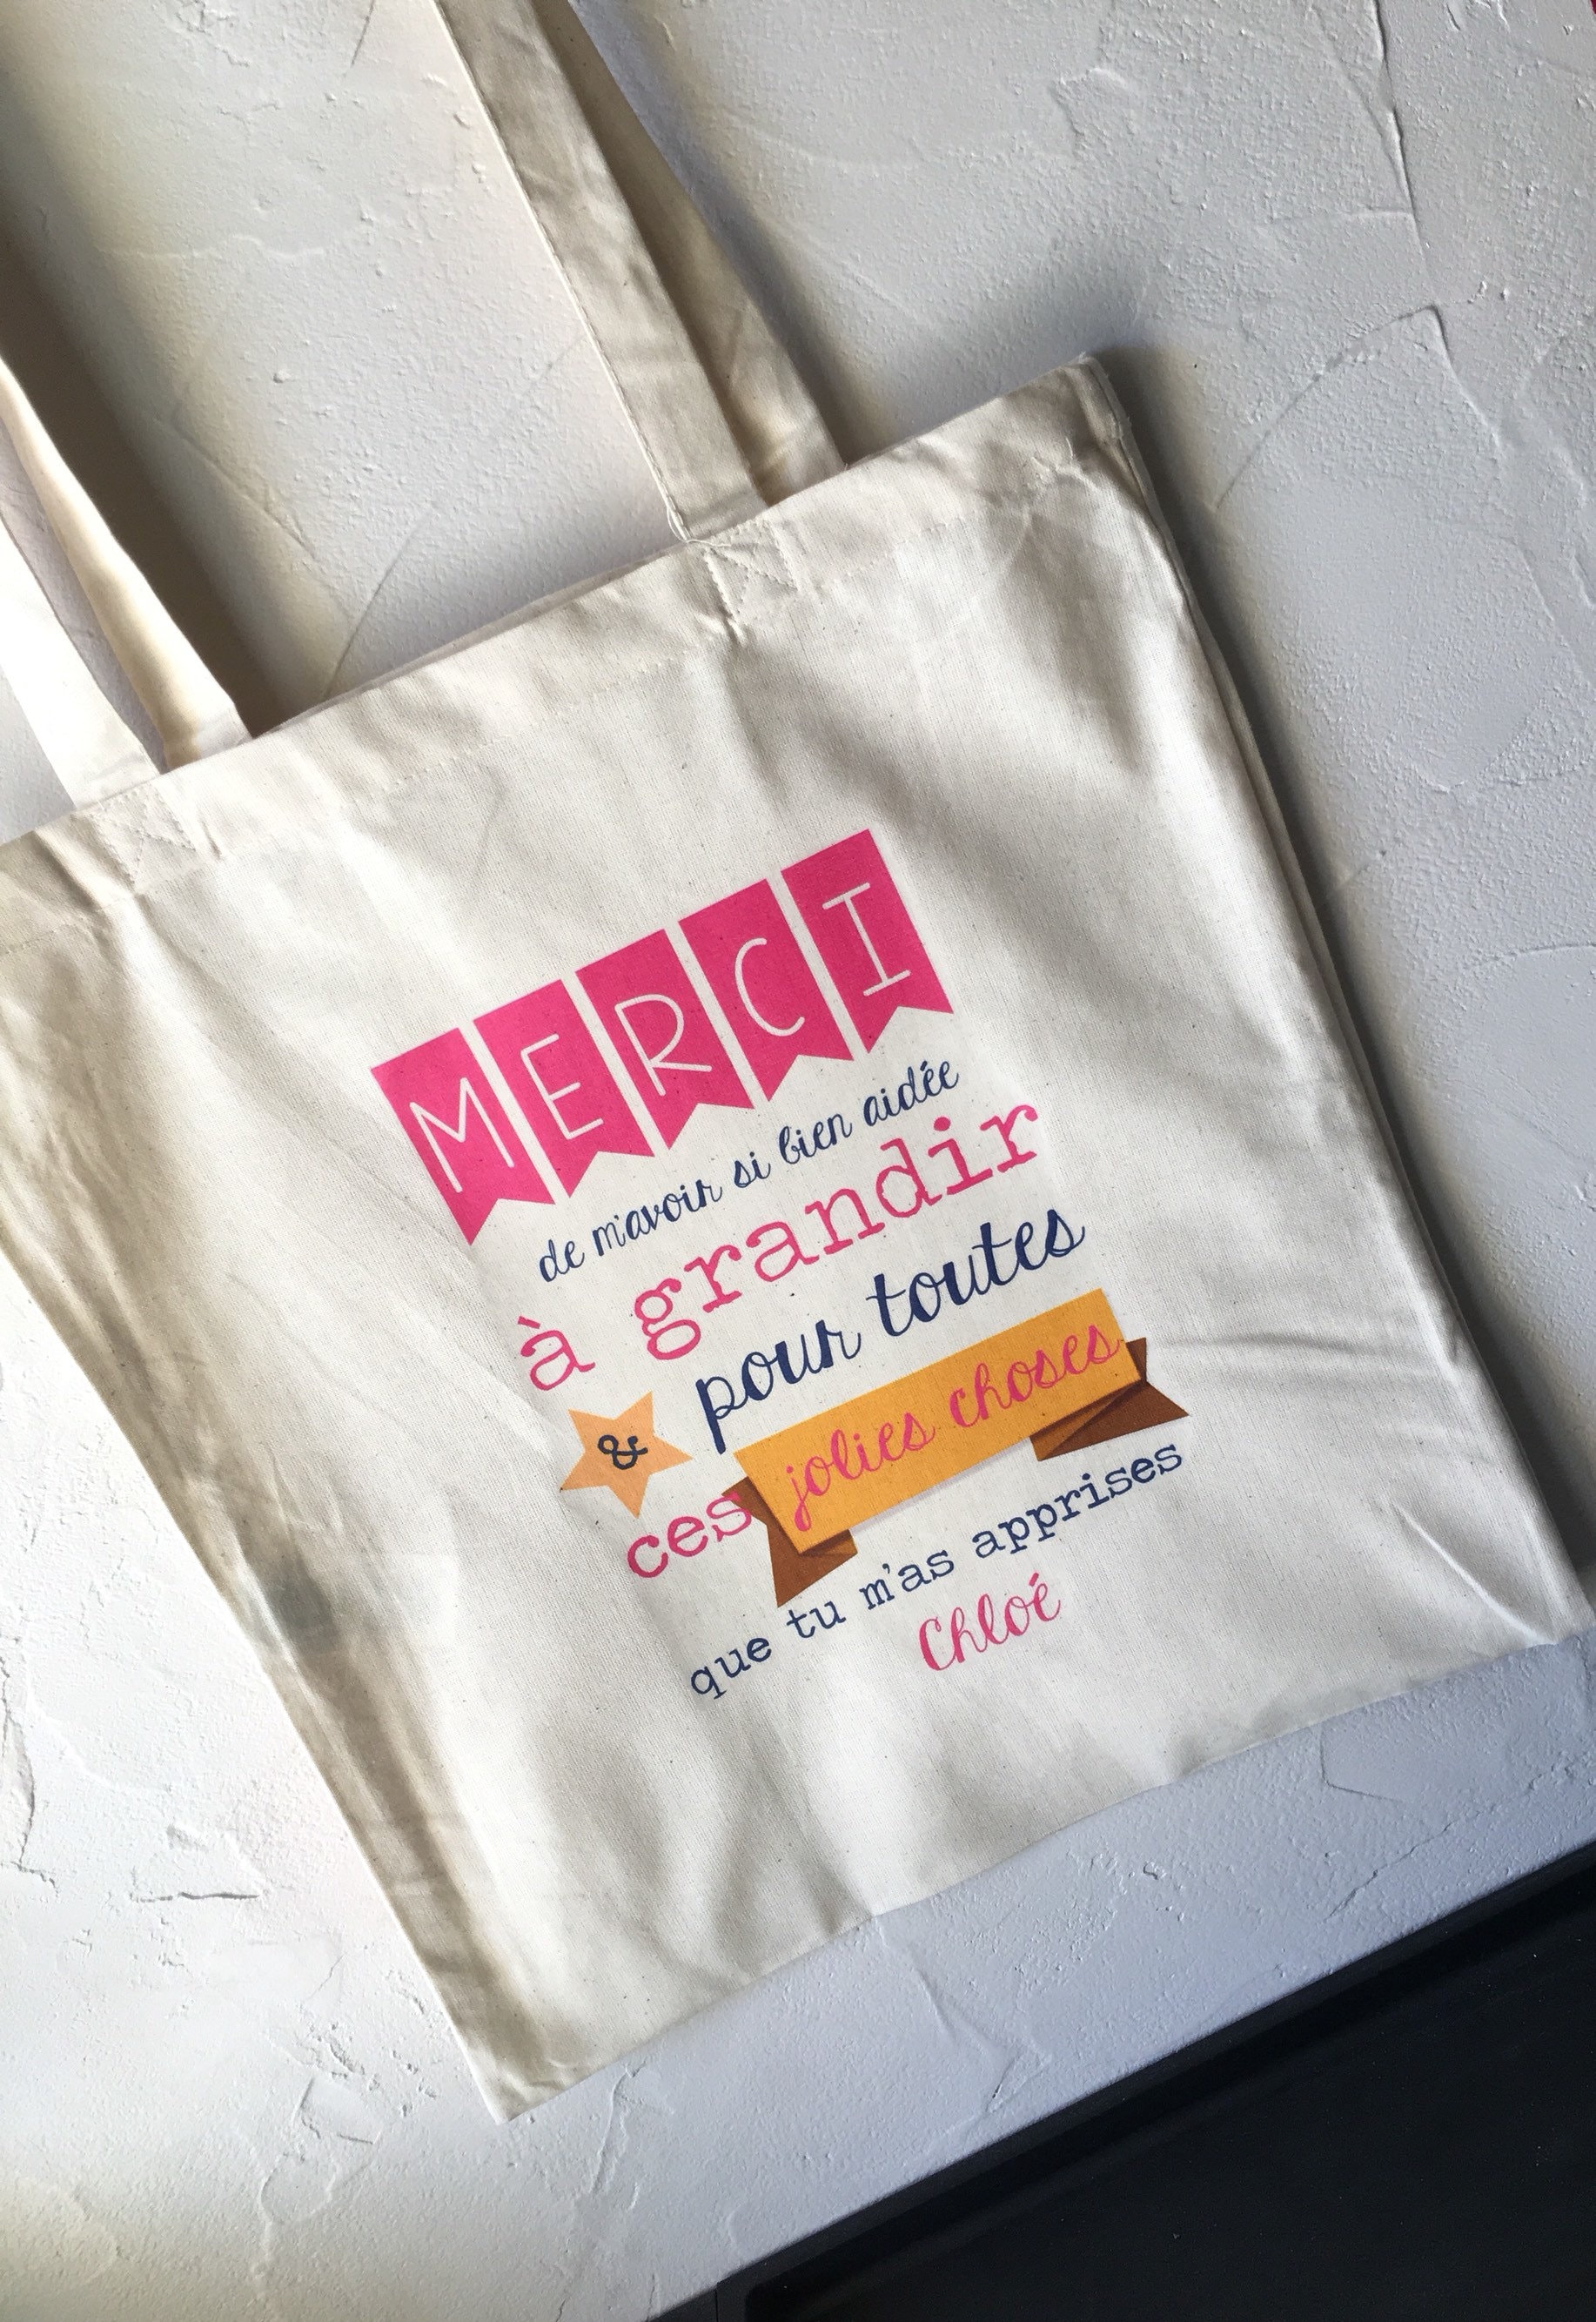 MERCI
de m'avoir si bien aidée
à grandir
& pour toutes
ces jolies choses
que tu m'as apprises
Chloé